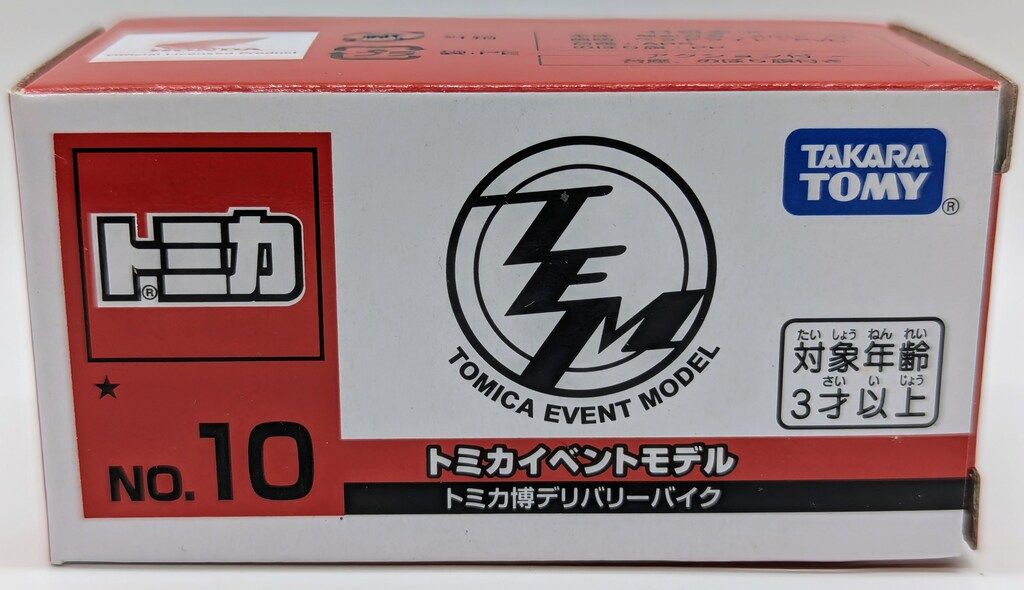 トミカ
®
NO.10
TEM
TOMICA EVENT MODEL
TAKARA
TOMY
®
たい しょう ねん れい
対象年齢
さい い じょう
3才以上
トミカイベントモデル
トミカ博デリバリーバイク